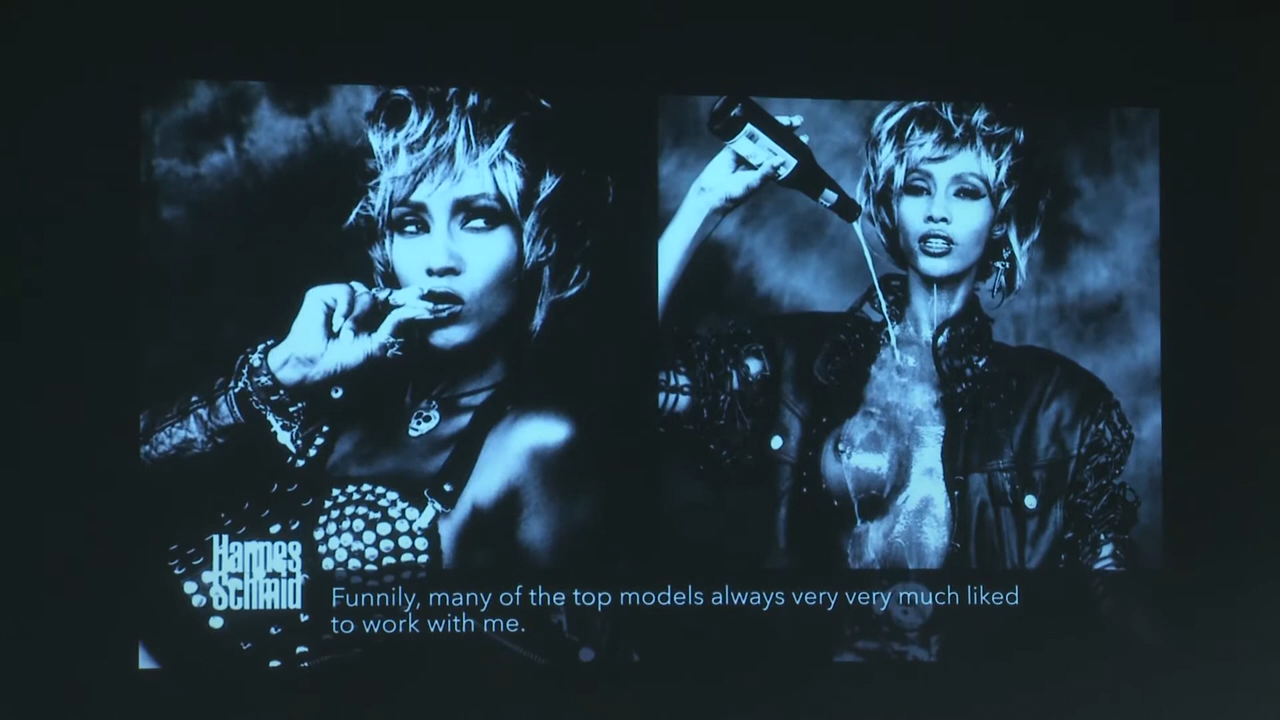 Hannes
Schmid
Funnily, many of the top models always very very much liked
to work with me.